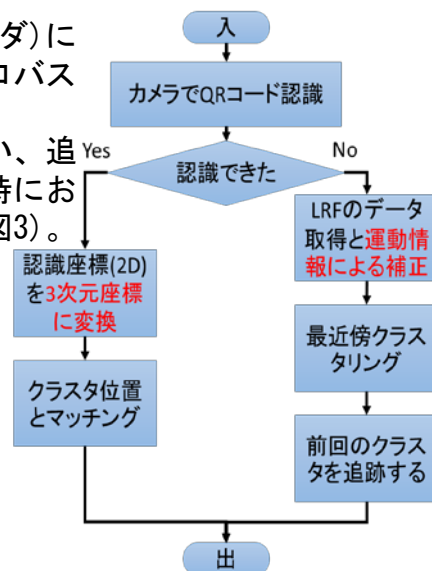 ダ)に
ロバス
い、追
時にお
図3)。
入
カメラでQRコード認識
認識できた
Yes
No
認識座標(2D)
を3次元座標
に変換
クラスタ位置
とマッチング
LRFのデータ
取得と運動情
報による補正
最近傍クラス
タリング
前回のクラス
タを追跡する
出